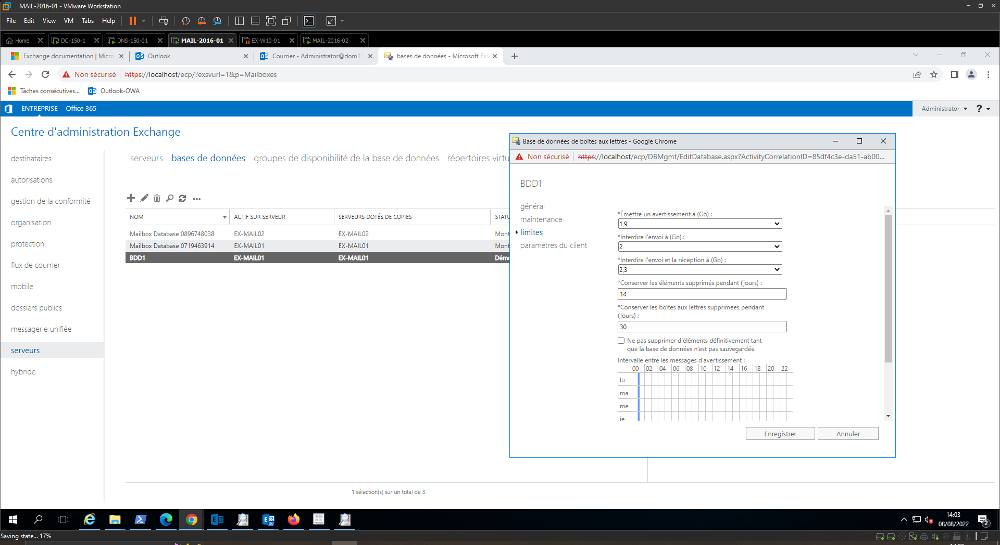 MAIL-2016-01 - VMware Workstation
File Edit View VM Tabs Help
Home DC-150-1 DNS-150-01 MAIL-2016-01 EX-W10-01 MAIL-2016-02
Exchange documentation | Micro Outlook Courrier - Administrator@dom13 bases de données - Microsoft Ex
Non sécurisé https://localhost/ecp/?exsvurl=1&p=Mailboxes
Tâches consécutives... Outlook-OWA
ENTREPRISE Office 365 Administrator ?
Centre d'administration Exchange
destinataires
autorisations
gestion de la conformité
organisation
protection
flux de courrier
mobile
dossiers publics
messagerie unifiée
serveurs
hybride
serveurs bases de données groupes de disponibilité de la base de données répertoires virtu
NOM ACTIF SUR SERVEUR SERVEURS DOTÉS DE COPIES STATU
Mailbox Database 0896748038 EX-MAIL02 EX-MAIL02 Mont
Mailbox Database 0719463914 EX-MAIL01 EX-MAIL01 Mont
BDD1 EX-MAIL01 EX-MAIL01 Démo
1 sélection(s) sur un total de 3
Base de données de boîtes aux lettres - Google Chrome
Non sécurisé https://localhost/ecp/DBMgmt/EditDatabase.aspx?ActivityCorrelationID=85df4c3e-da51-ab00...
BDD1
général
maintenance
limites
paramètres du client
*Émettre un avertissement à (Go) :
1,9
*Interdire l'envoi à (Go) :
2
*Interdire l'envoi et la réception à (Go) :
2,3
*Conserver les éléments supprimés pendant (jours) :
14
*Conserver les boîtes aux lettres supprimées pendant
(jours) :
30
Ne pas supprimer d'éléments définitivement tant
que la base de données n'est pas sauvegardée
Intervalle entre les messages d'avertissement :
00 02 04 06 08 10 12 14 16 18 20 22
lu
ma
me
je
Enregistrer Annuler
14:03
08/08/2022
2
Saving state... 17%